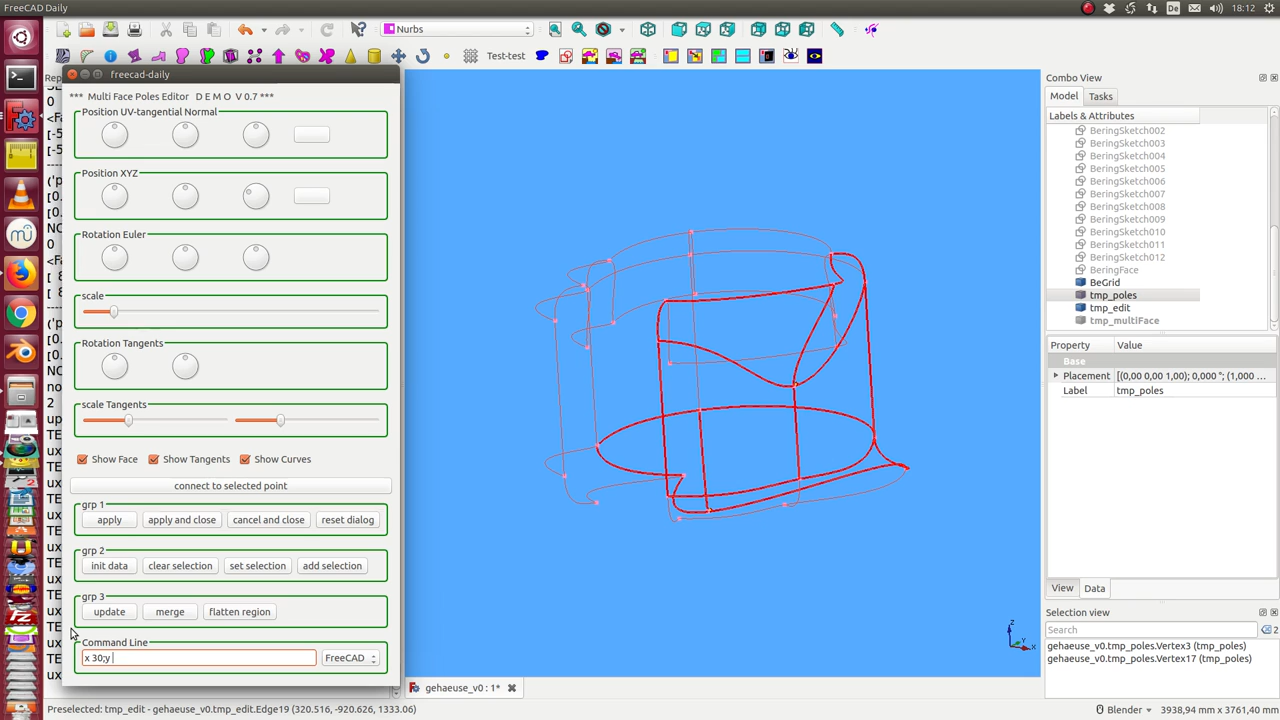 FreeCAD Daily
De
18:12
Nurbs
Test-test
freecad-daily
*** Multi Face Poles Editor D E M O V 0.7 ***
Position UV-tangential Normal
Position XYZ
Rotation Euler
scale
Rotation Tangents
scale Tangents
Show Face
Show Tangents
Show Curves
connect to selected point
grp 1
apply
apply and close
cancel and close
reset dialog
grp 2
init data
clear selection
set selection
add selection
grp 3
update
merge
flatten region
Command Line
x 30;y
FreeCAD
gehaeuse_v0 : 1*
Combo View
Model
Tasks
Labels & Attributes
BeringSketch002
BeringSketch003
BeringSketch004
BeringSketch005
BeringSketch006
BeringSketch007
BeringSketch008
BeringSketch009
BeringSketch010
BeringSketch011
BeringSketch012
BeringFace
BeGrid
tmp_poles
tmp_edit
tmp_multiFace
Property Value
Base
Placement [(0,00 0,00 1,00); 0,000 °; (1,000 ...
Label tmp_poles
View
Data
Selection view
Search
2
gehaeuse_v0.tmp_poles.Vertex3 (tmp_poles)
gehaeuse_v0.tmp_poles.Vertex17 (tmp_poles)
Z
X
Preselected: tmp_edit - gehaeuse_v0.tmp_edit.Edge19 (320.516, -920.626, 1333.06)
Blender
3938,94 mm x 3761,40 mm